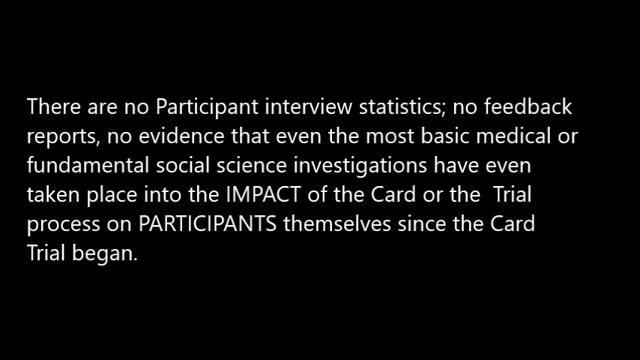 There are no Participant interview statistics; no feedback
reports, no evidence that even the most basic medical or
fundamental social science investigations have even
taken place into the IMPACT of the Card or the  Trial
process on PARTICIPANTS themselves since the Card
Trial began.